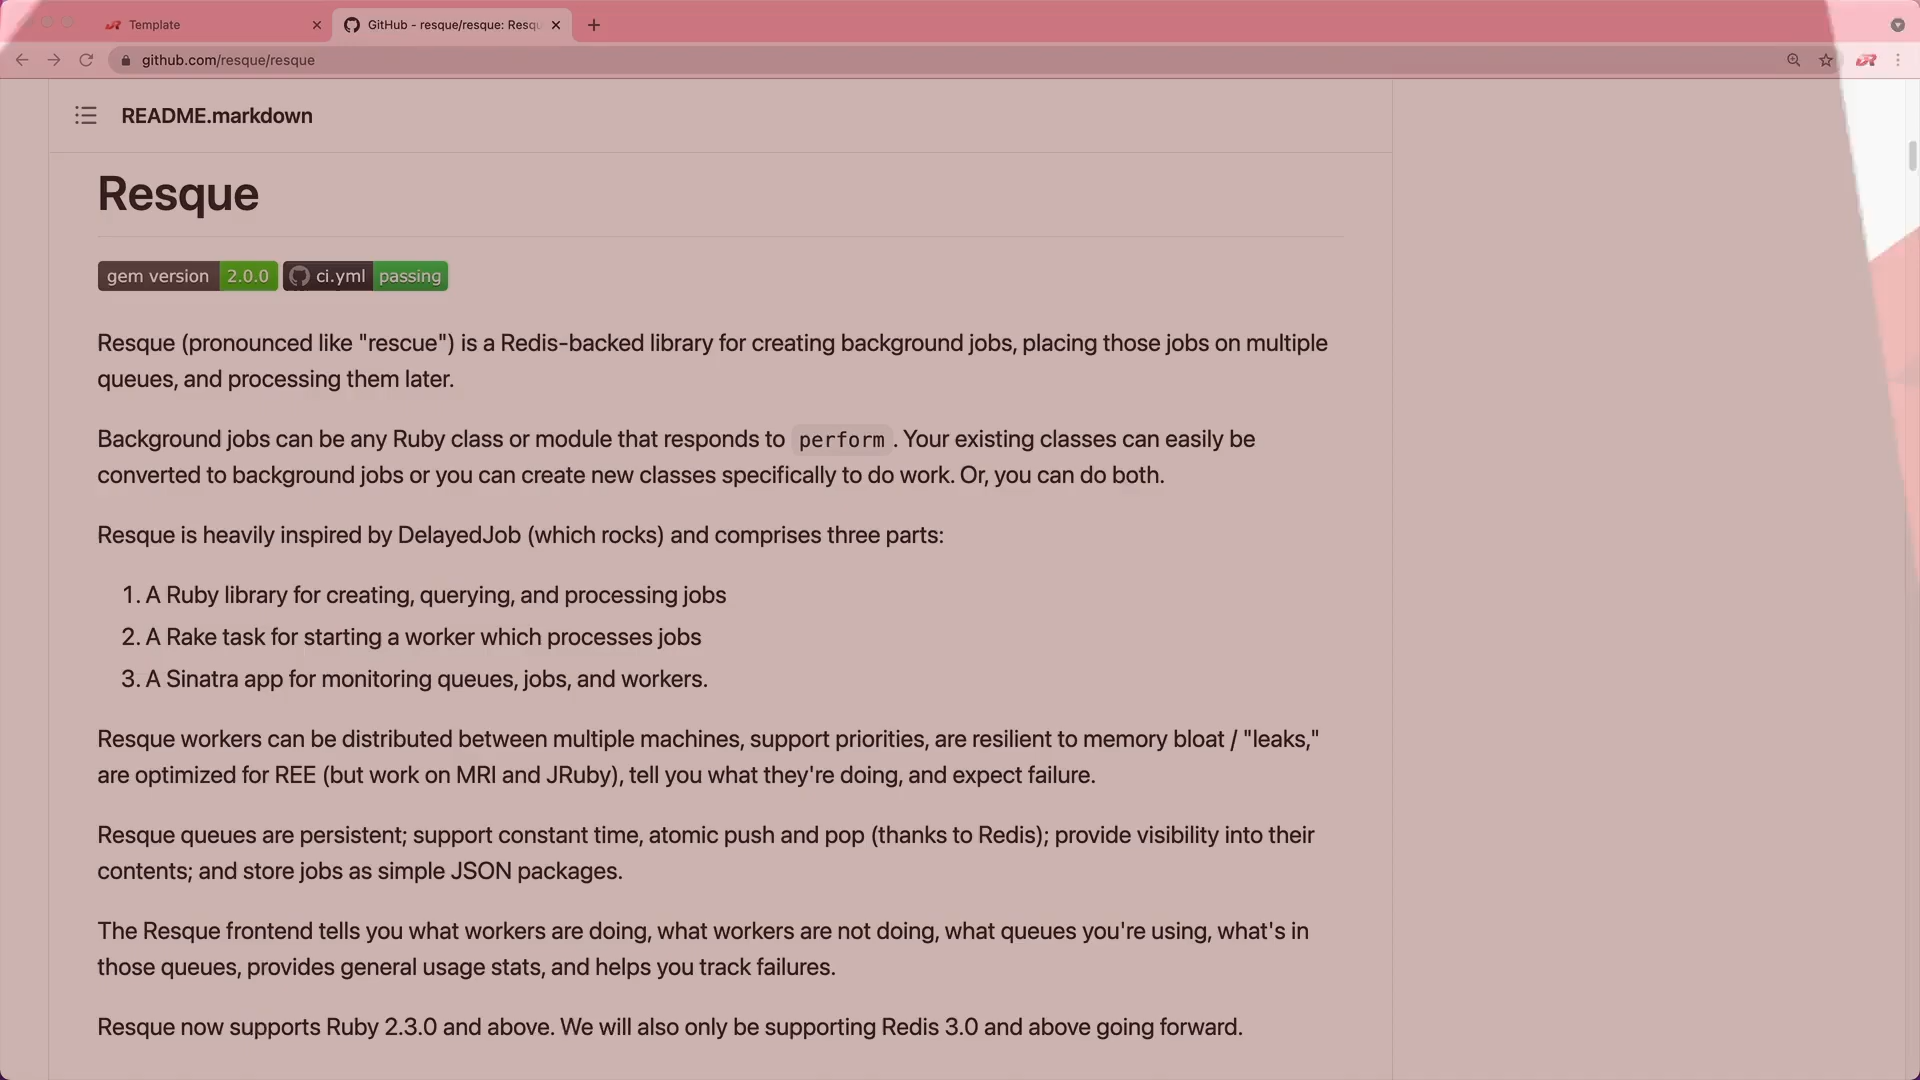 Template
GitHub - resque/resque: Resqu
github.com/resque/resque
README.markdown
Resque
gem version 2.0.0 ci.yml passing
Resque (pronounced like "rescue") is a Redis-backed library for creating background jobs, placing those jobs on multiple
queues, and processing them later.
Background jobs can be any Ruby class or module that responds to perform. Your existing classes can easily be
converted to background jobs or you can create new classes specifically to do work. Or, you can do both.
Resque is heavily inspired by DelayedJob (which rocks) and comprises three parts:
1. A Ruby library for creating, querying, and processing jobs
2. A Rake task for starting a worker which processes jobs
3. A Sinatra app for monitoring queues, jobs, and workers.
Resque workers can be distributed between multiple machines, support priorities, are resilient to memory bloat / "leaks,"
are optimized for REE (but work on MRI and JRuby), tell you what they're doing, and expect failure.
Resque queues are persistent; support constant time, atomic push and pop (thanks to Redis); provide visibility into their
contents; and store jobs as simple JSON packages.
The Resque frontend tells you what workers are doing, what workers are not doing, what queues you're using, what's in
those queues, provides general usage stats, and helps you track failures.
Resque now supports Ruby 2.3.0 and above. We will also only be supporting Redis 3.0 and above going forward.